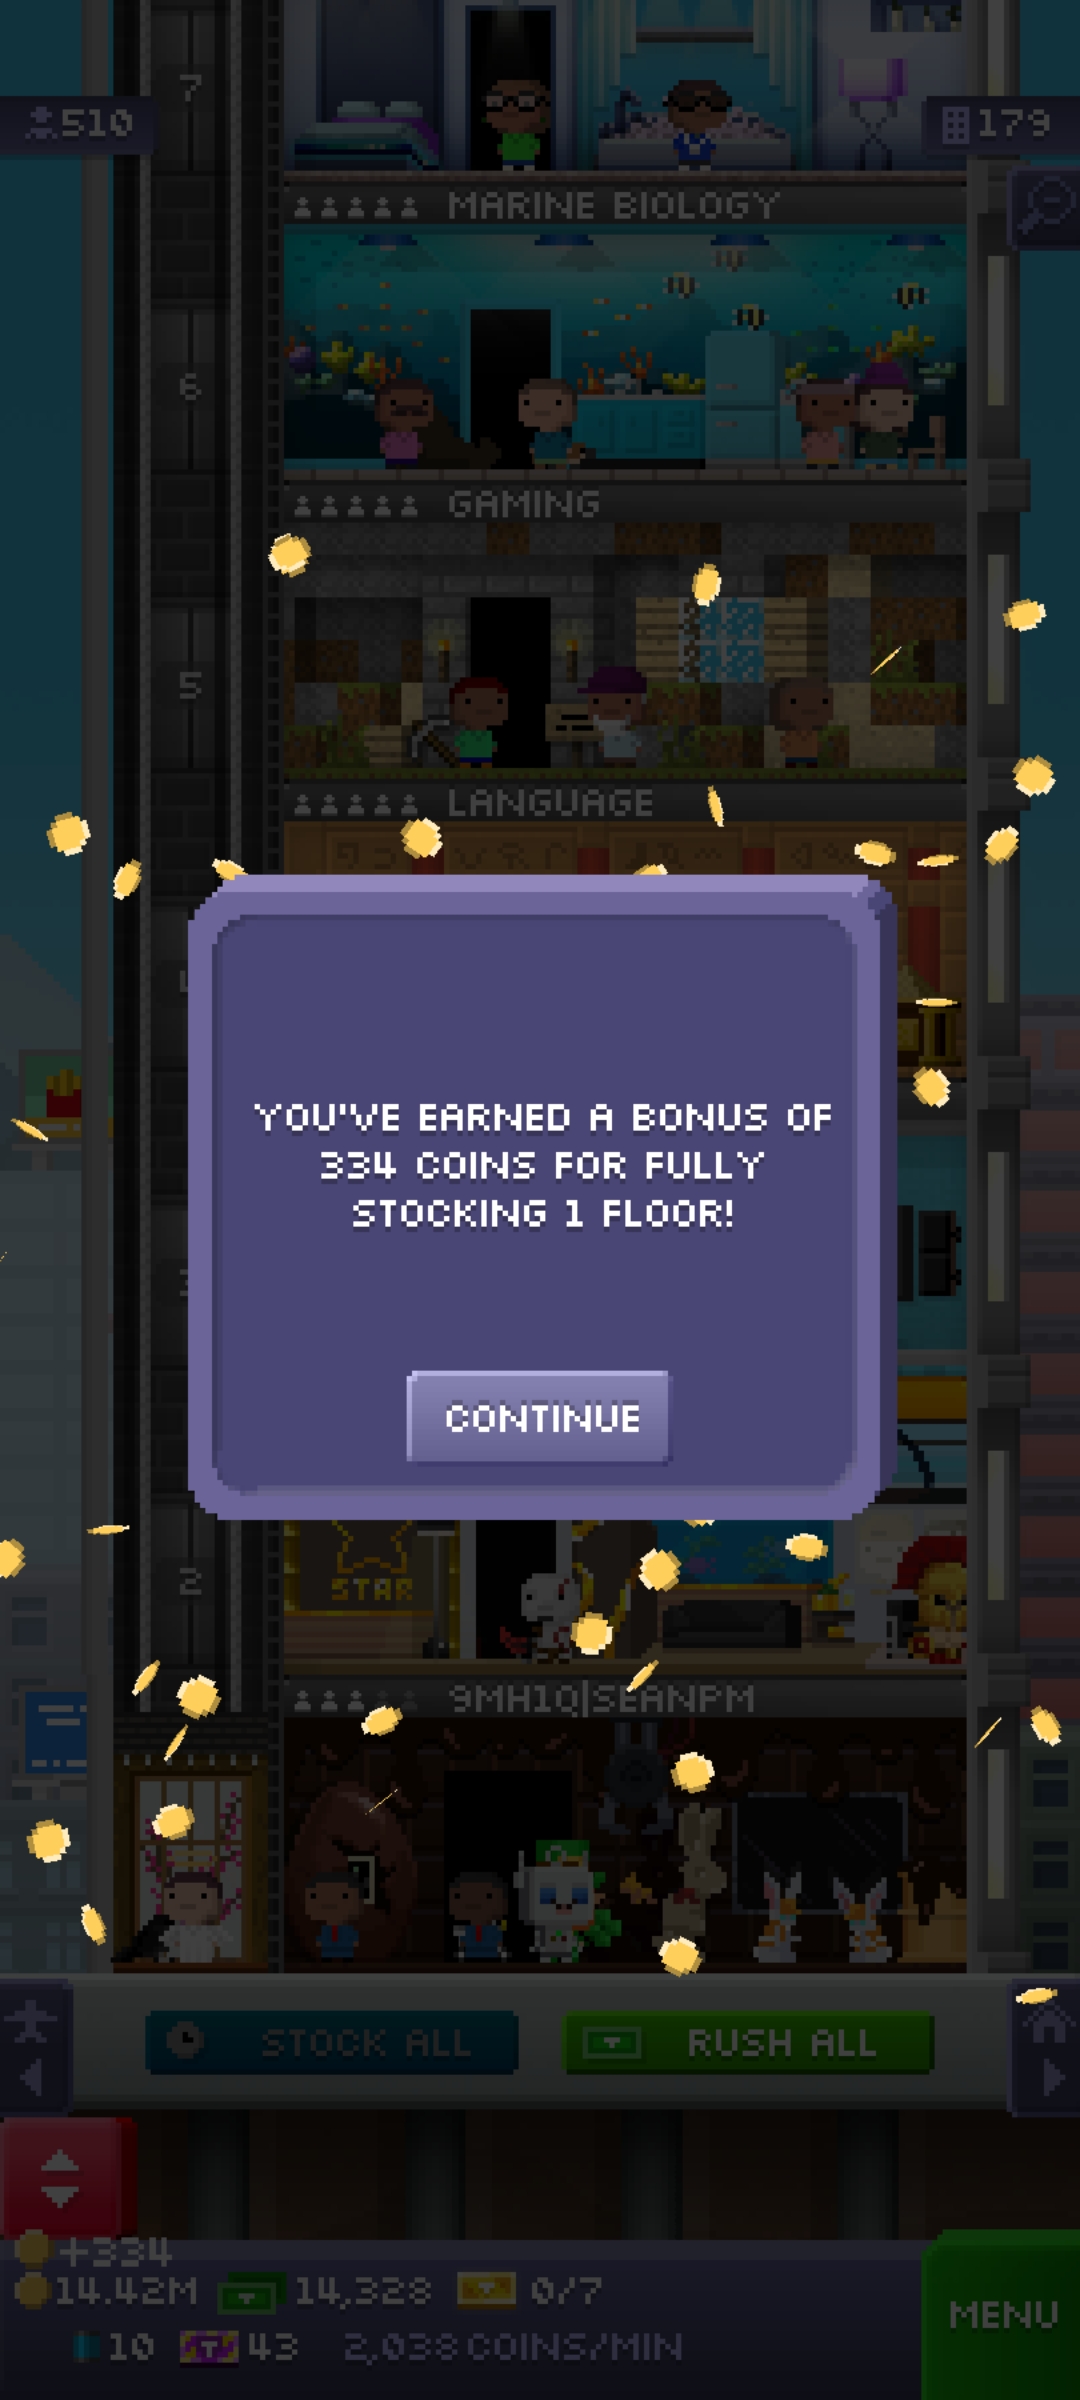 7
510
179
MARINE BIOLOGY
6
GAMING
5
LANGUAGE
YOU'VE EARNED A BONUS OF
334 COINS FOR FULLY
STOCKING 1 FLOOR!
CONTINUE
2
STAR
9MH1Q|SEANPM
STOCK ALL
RUSH ALL
+334
14.42M
14,328
0/7
MENU
10
43
2,038 COINS/MIN